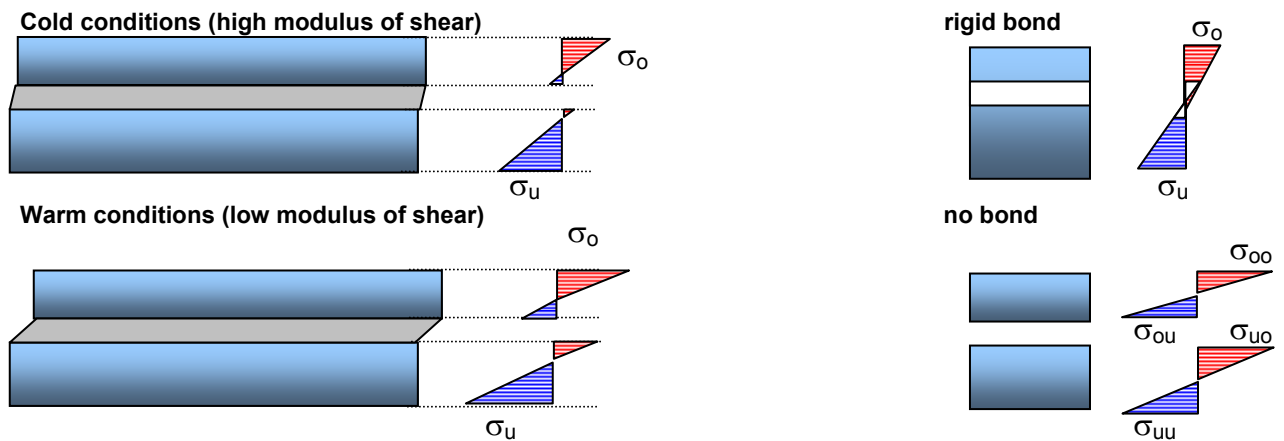 Cold conditions (high modulus of shear)
σo
σu
Warm conditions (low modulus of shear)
σo
σu
rigid bond
σo
σu
no bond
σoo
σou
σuo
σuu